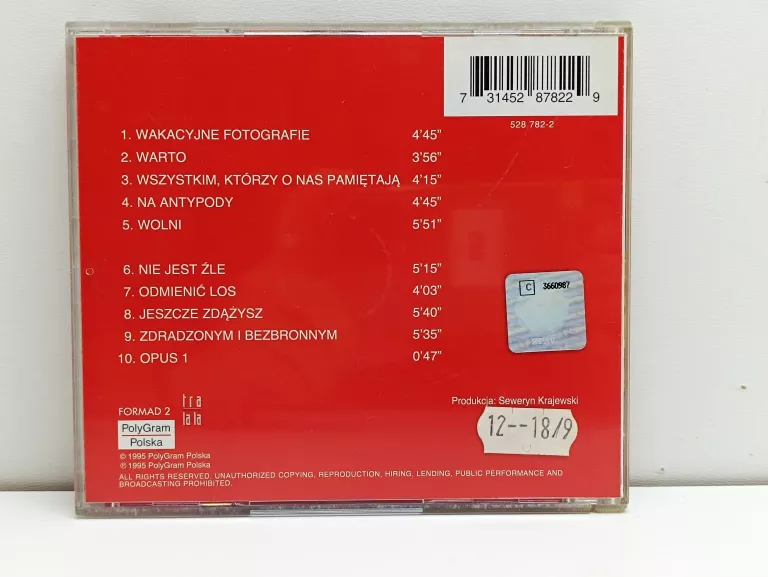 7 31452 87822 9
528 782-2
1. WAKACYJNE FOTOGRAFIE 4'45"
2. WARTO 3'56"
3. WSZYSTKIM, KTÓRZY O NAS PAMIĘTAJĄ 4'15"
4. NA ANTYPODY 4'45"
5. WOLNI 5'51"
6. NIE JEST ŹLE 5'15"
7. ODMIENIĆ LOS 4'03"
8. JESZCZE ZDĄŻYSZ 5'40"
9. ZDRADZONYM I BEZBRONNYM 5'35"
10. OPUS 1 0'47"
C 3660987
tra
lala
FORMAD 2
Produkcja: Seweryn Krajewski
12--18/9
PolyGram
Polska
© 1995 PolyGram Polska
℗ 1995 PolyGram Polska
ALL RIGHTS RESERVED. UNAUTHORIZED COPYING, REPRODUCTION, HIRING, LENDING, PUBLIC PERFORMANCE AND
BROADCASTING PROHIBITED.